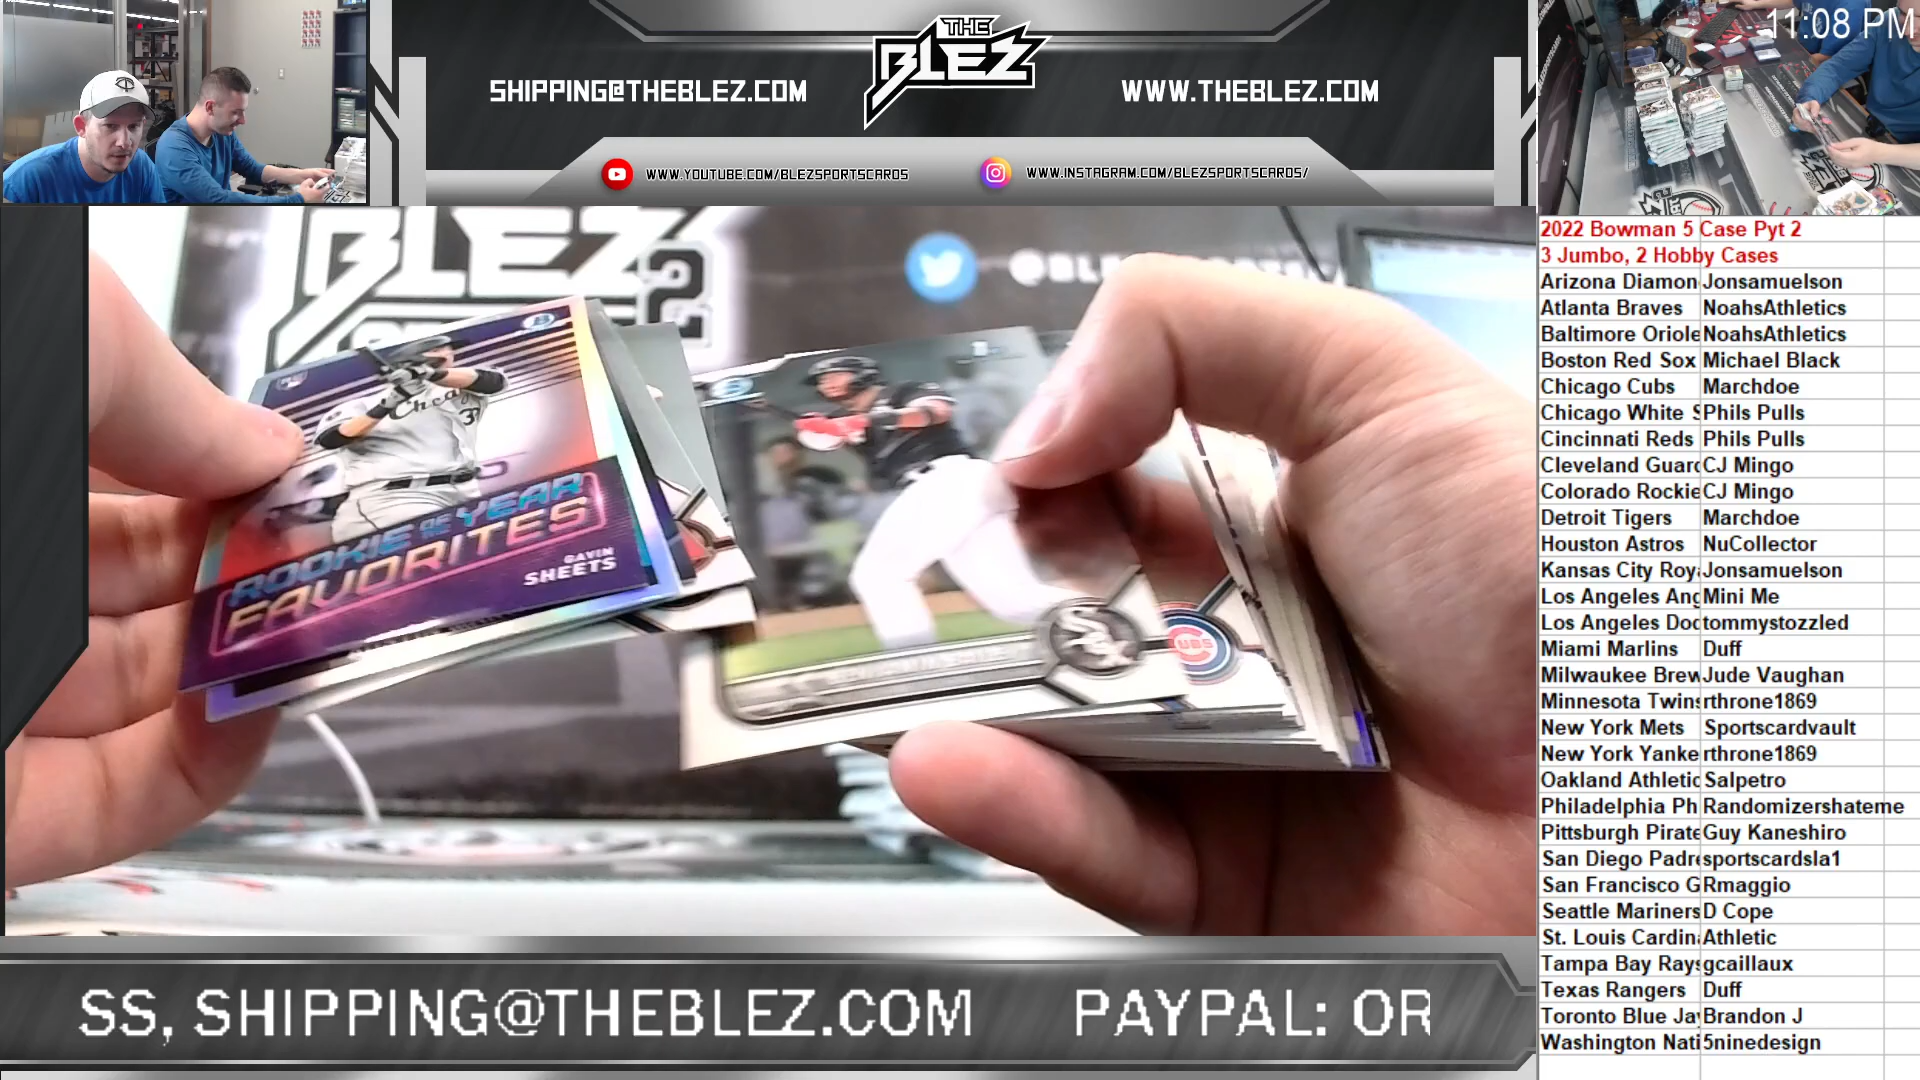 11:08 PM
THE
BLEZ
SHIPPING@THEBLEZ.COM
WWW.THEBLEZ.COM
WWW.YOUTUBE.COM/BLEZSPORTSCARDS
WWW.INSTAGRAM.COM/BLEZSPORTSCARDS/
BLEZ
ROOKIE OF THE YEAR
FAVORITES
GAVIN
SHEETS
Chicago
CUBS
2022 Bowman 5 Case Pyt 2
3 Jumbo, 2 Hobby Cases
Arizona Diamon Jonsamuelson
Atlanta Braves NoahsAthletics
Baltimore Oriole NoahsAthletics
Boston Red Sox Michael Black
Chicago Cubs Marchdoe
Chicago White S Phils Pulls
Cincinnati Reds Phils Pulls
Cleveland Guard CJ Mingo
Colorado Rockie CJ Mingo
Detroit Tigers Marchdoe
Houston Astros NuCollector
Kansas City Roya Jonsamuelson
Los Angeles Ang Mini Me
Los Angeles Dod tommystozzled
Miami Marlins Duff
Milwaukee Brew Jude Vaughan
Minnesota Twins rthrone1869
New York Mets Sportscardvault
New York Yanke rthrone1869
Oakland Athletic Salpetro
Philadelphia Ph Randomizershateme
Pittsburgh Pirate Guy Kaneshiro
San Diego Padre sportscardsla1
San Francisco G Rmaggio
Seattle Mariners D Cope
St. Louis Cardin Athletic
Tampa Bay Rays gcaillaux
Texas Rangers Duff
Toronto Blue Jay Brandon J
Washington Nati 5ninedesign
SS, SHIPPING@THEBLEZ.COM PAYPAL: OR